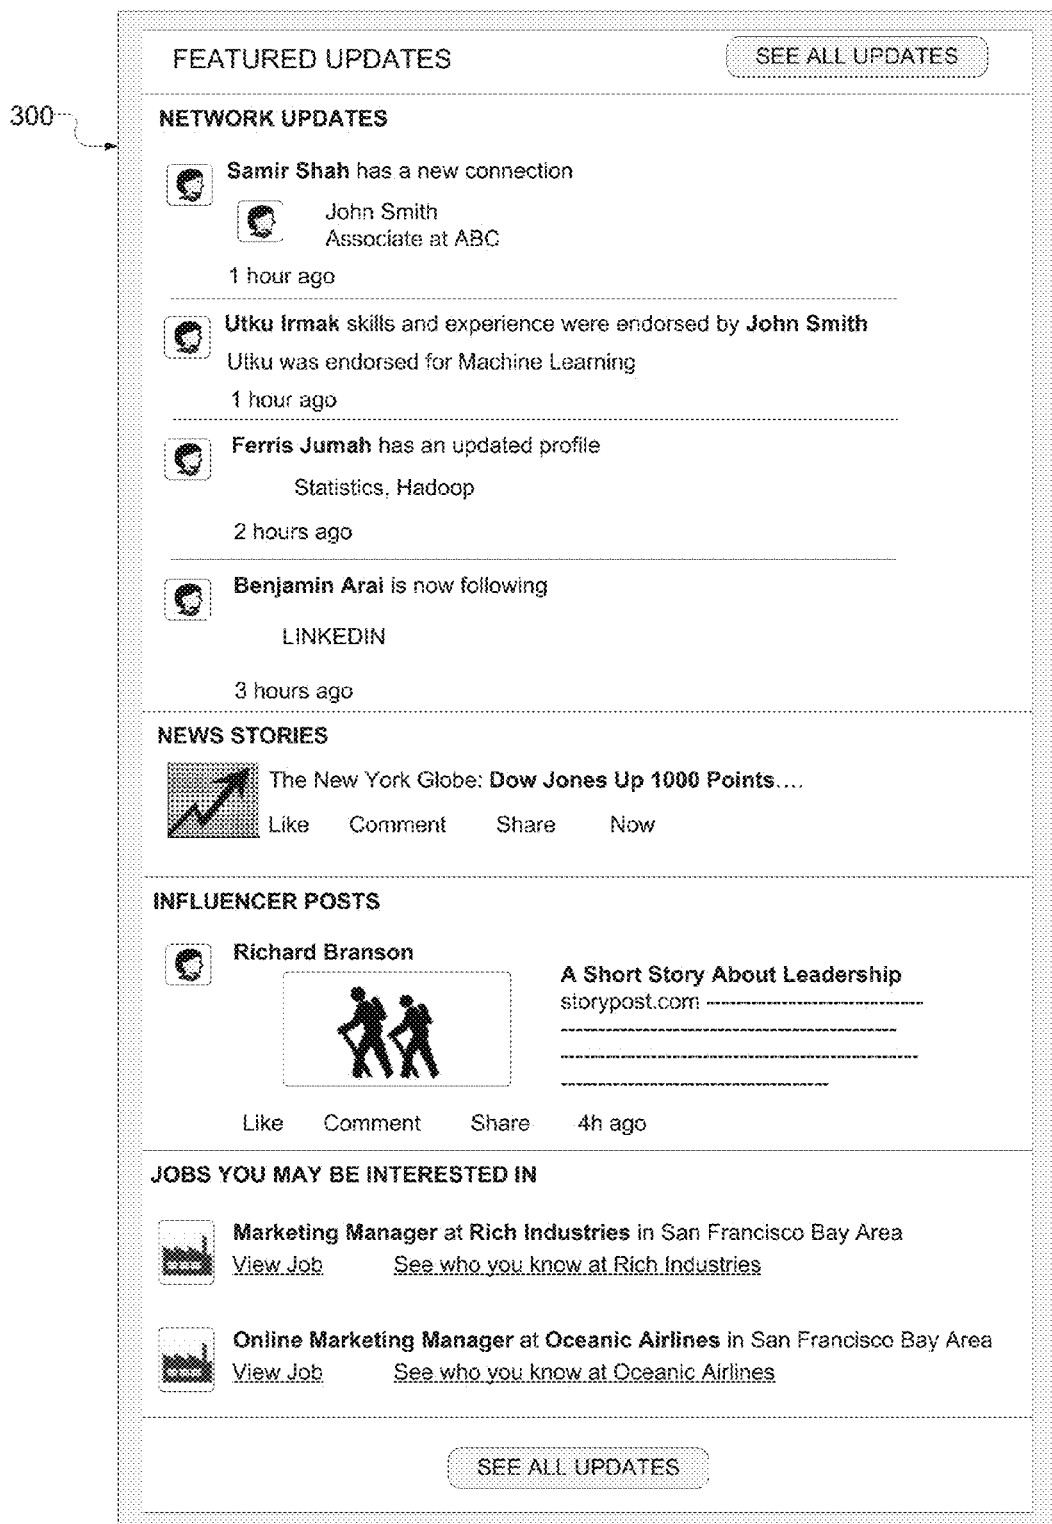 FEATURED UPDATES
SEE ALL UPDATES
300
NETWORK UPDATES
Samir Shah has a new connection
John Smith
Associate at ABC
1 hour ago
Utku Irmak skills and experience were endorsed by John Smith
Utku was endorsed for Machine Learning
1 hour ago
Ferris Jumah has an updated profile
Statistics, Hadoop
2 hours ago
Benjamin Arai is now following
LINKEDIN
3 hours ago
NEWS STORIES
The New York Globe: Dow Jones Up 1000 Points....
Like Comment Share Now
INFLUENCER POSTS
Richard Branson
A Short Story About Leadership
storypost.com
Like Comment Share 4h ago
JOBS YOU MAY BE INTERESTED IN
Marketing Manager at Rich Industries in San Francisco Bay Area
View Job See who you know at Rich Industries
Online Marketing Manager at Oceanic Airlines in San Francisco Bay Area
View Job See who you know at Oceanic Airlines
SEE ALL UPDATES